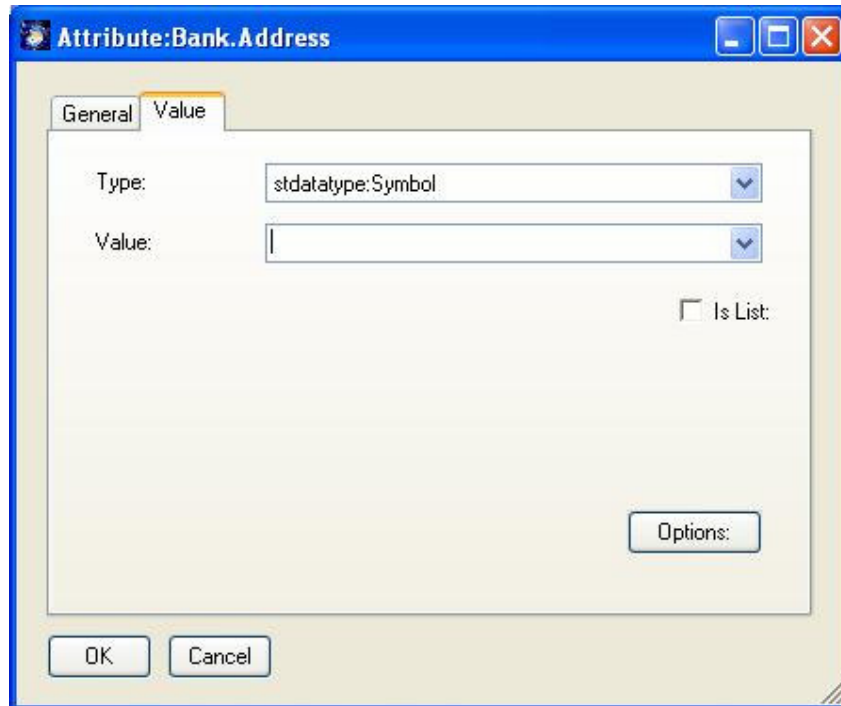 Attribute:Bank.Address
General Value
Type: stdatatype:Symbol
Value:
Is List:
Options:
OK Cancel